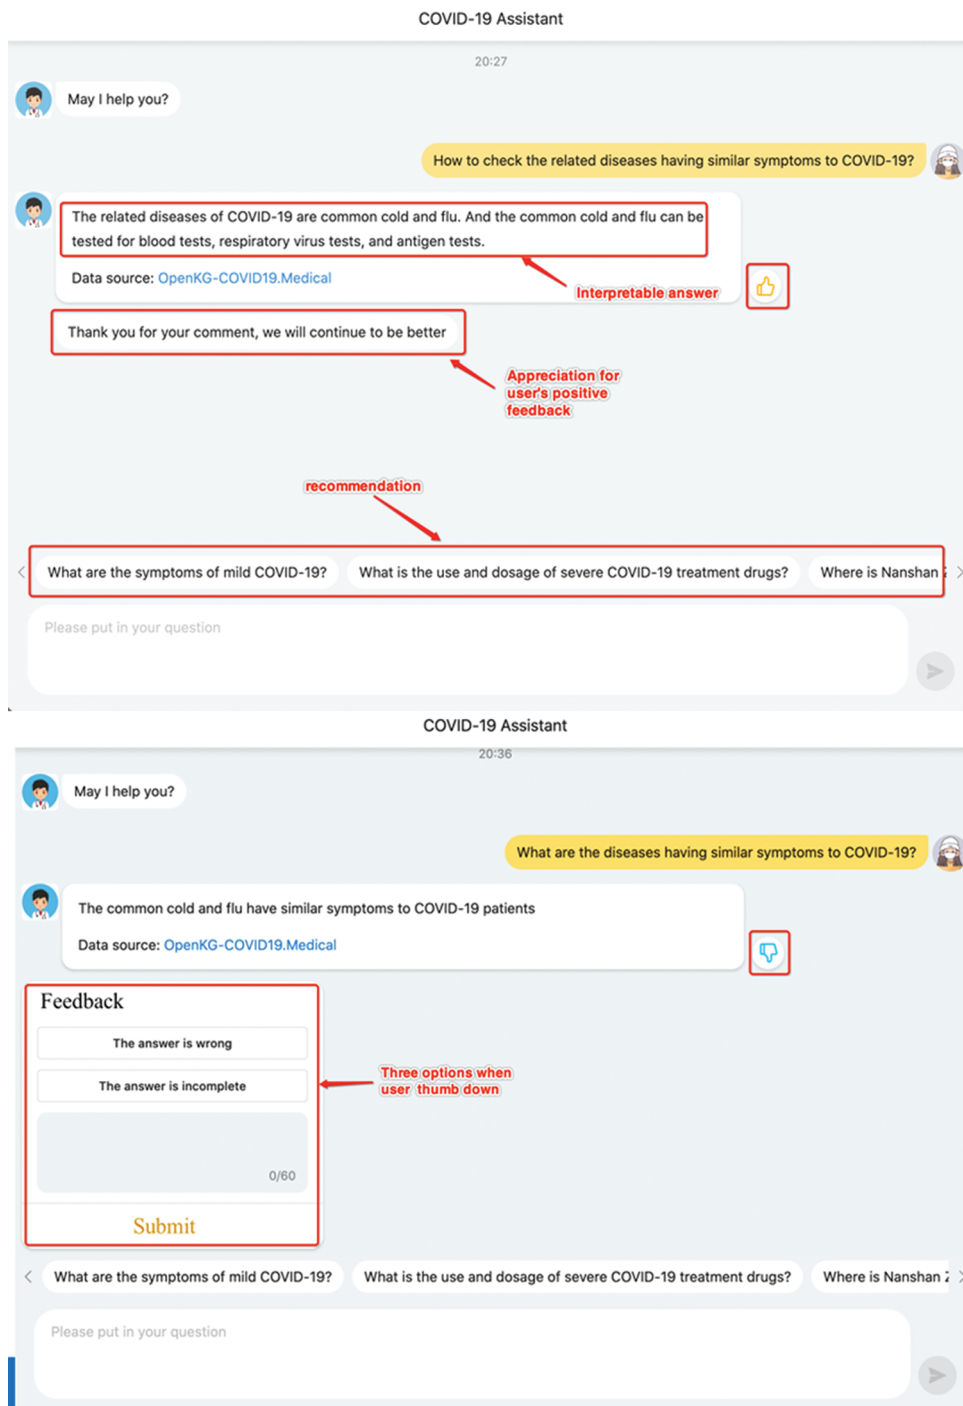 COVID-19 Assistant
20:27
May I help you?
How to check the related diseases having similar symptoms to COVID-19?
The related diseases of COVID-19 are common cold and flu. And the common cold and flu can be
tested for blood tests, respiratory virus tests, and antigen tests.
Data source: OpenKG-COVID19.Medical
Interpretable answer
Thank you for your comment, we will continue to be better
Appreciation for
user's positive
feedback
recommendation
What are the symptoms of mild COVID-19?
What is the use and dosage of severe COVID-19 treatment drugs?
Where is Nanshan
Please put in your question
COVID-19 Assistant
20:36
May I help you?
What are the diseases having similar symptoms to COVID-19?
The common cold and flu have similar symptoms to COVID-19 patients
Data source: OpenKG-COVID19.Medical
Feedback
The answer is wrong
The answer is incomplete
0/60
Submit
Three options when
user thumb down
What are the symptoms of mild COVID-19?
What is the use and dosage of severe COVID-19 treatment drugs?
Where is Nanshan
Please put in your question